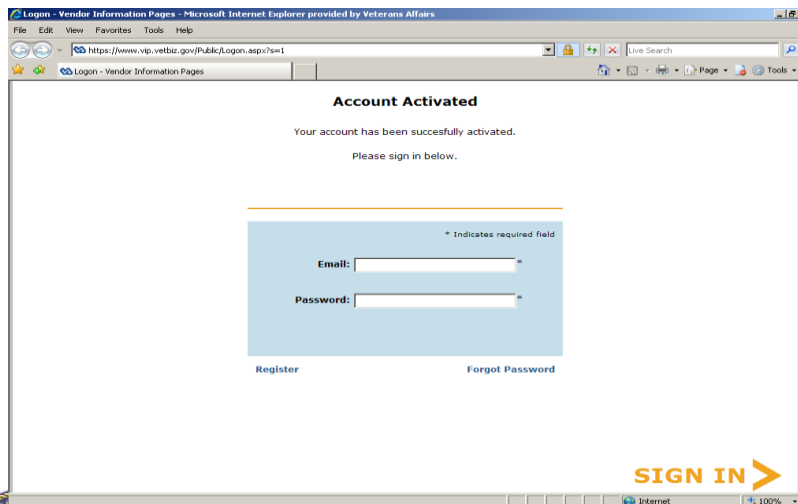 Logon - Vendor Information Pages - Microsoft Internet Explorer provided by Veterans Affairs
File Edit View Favorites Tools Help
https://www.vip.vetbiz.gov/Public/Logon.aspx?s=1 Live Search
Logon - Vendor Information Pages Page Tools
Account Activated
Your account has been succesfully activated.
Please sign in below.
* Indicates required field
Email: *
Password: *
Register Forgot Password
SIGN IN
Internet 100%